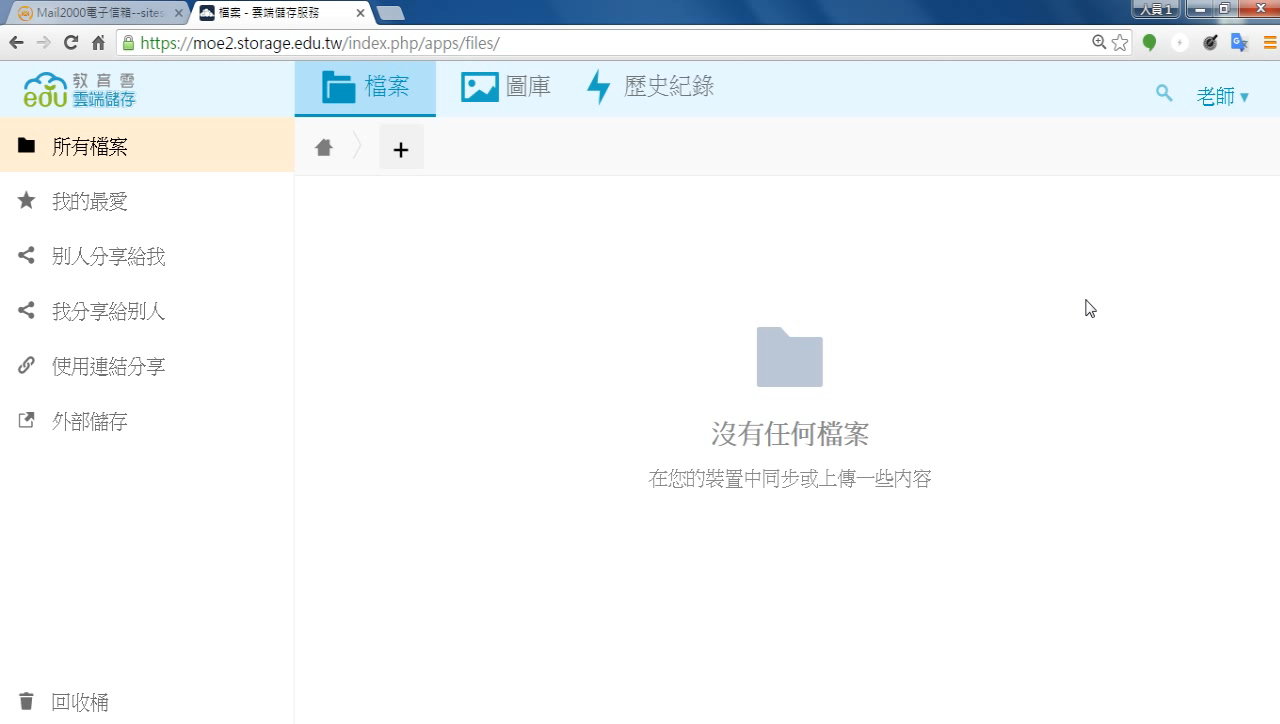 Mail2000電子信箱--sites
檔案 - 雲端儲存服務
人員 1
https://moe2.storage.edu.tw/index.php/apps/files/
教育雲
edu 雲端儲存
檔案
圖庫
歷史紀錄
老師 ▾
所有檔案
+
我的最愛
別人分享給我
我分享給別人
使用連結分享
外部儲存
沒有任何檔案
在您的裝置中同步或上傳一些內容
回收桶